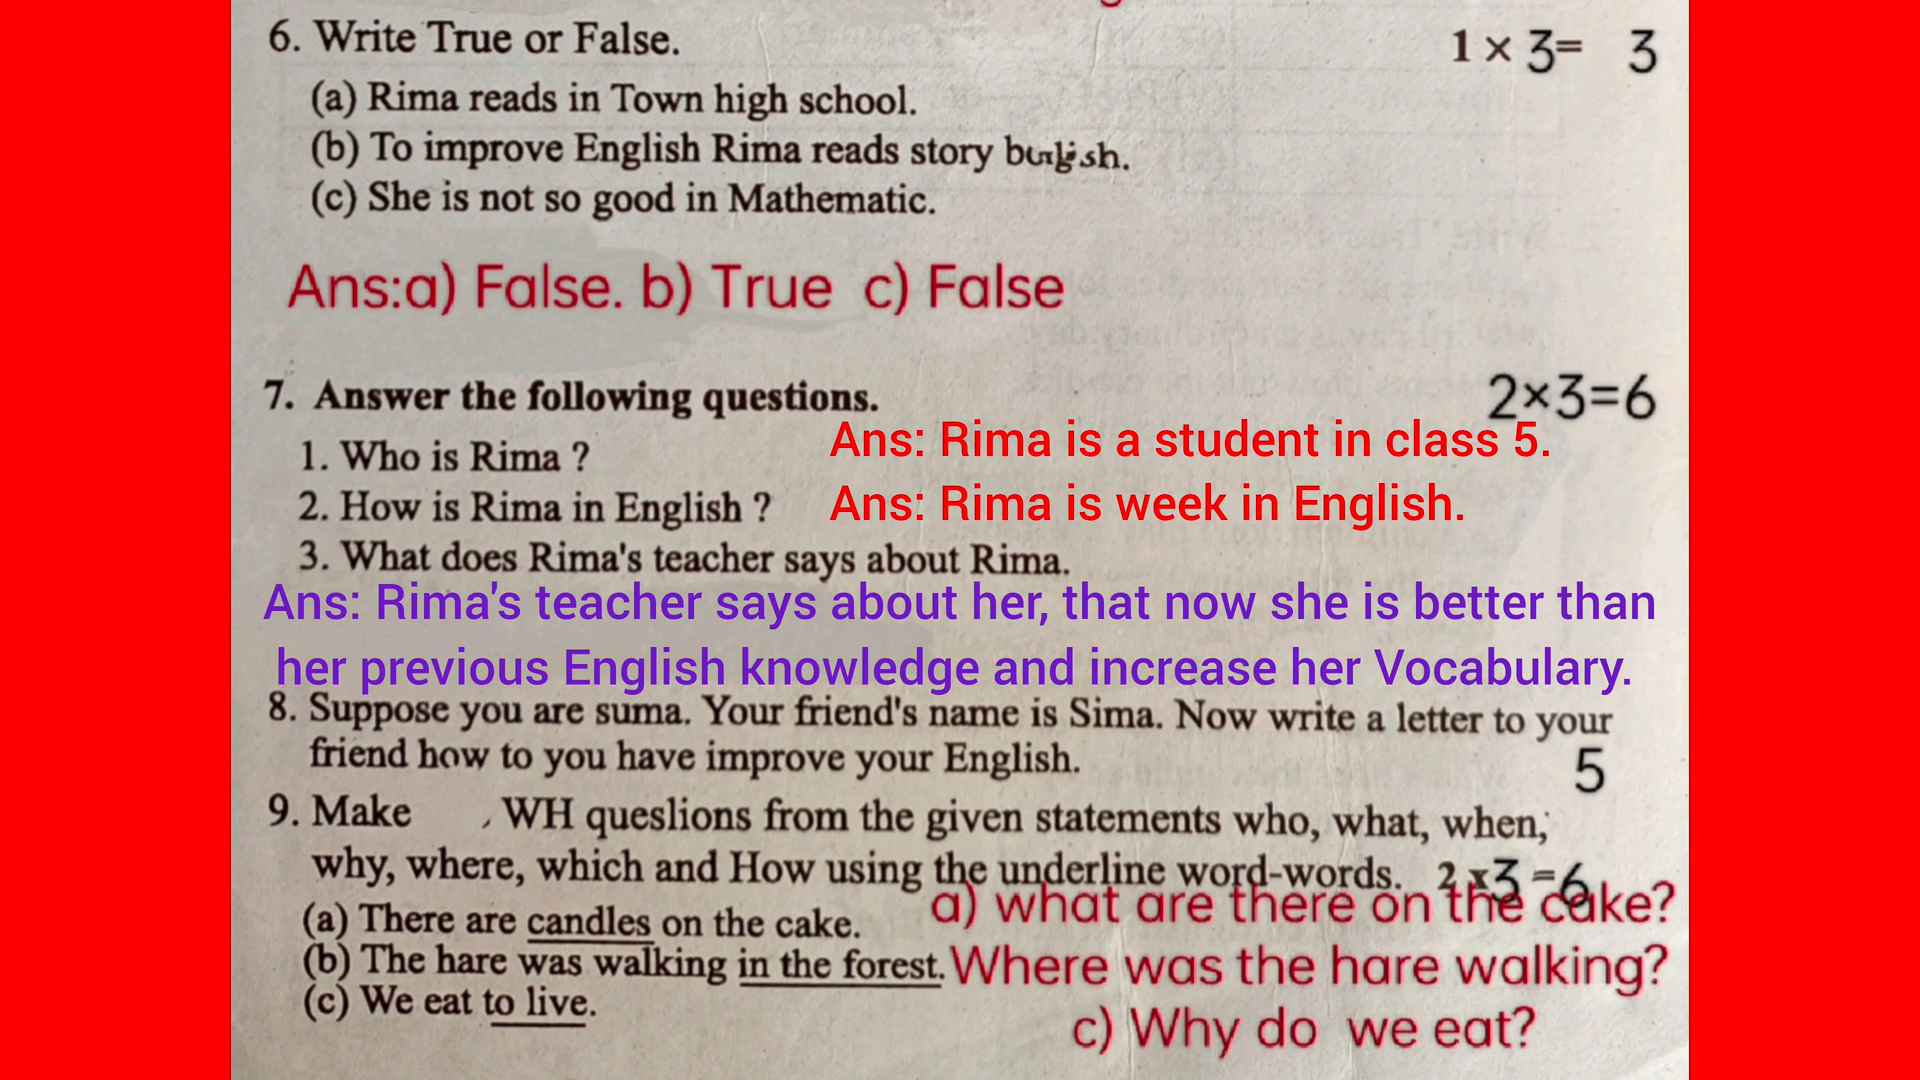 6. Write True or False. 1 × 3= 3
(a) Rima reads in Town high school.
(b) To improve English Rima reads story
(c) She is not so good in Mathematic.
Ans:a) False. b) True c) False
7. Answer the following questions. 2×3=6
1. Who is Rima ? Ans: Rima is a student in class 5.
2. How is Rima in English ? Ans: Rima is week in English.
3. What does Rima's teacher says about Rima.
Ans: Rima's teacher says about her, that now she is better than
her previous English knowledge and increase her Vocabulary.
8. Suppose you are suma. Your friend's name is Sima. Now write a letter to your
friend how to you have improve your English. 5
9. Make WH queslions from the given statements who, what, when,
why, where, which and How using the underline word-words. 2 x3 =6
(a) There are candles on the cake. a) what are there on the cake?
(b) The hare was walking in the forest. Where was the hare walking?
(c) We eat to live. c) Why do we eat?